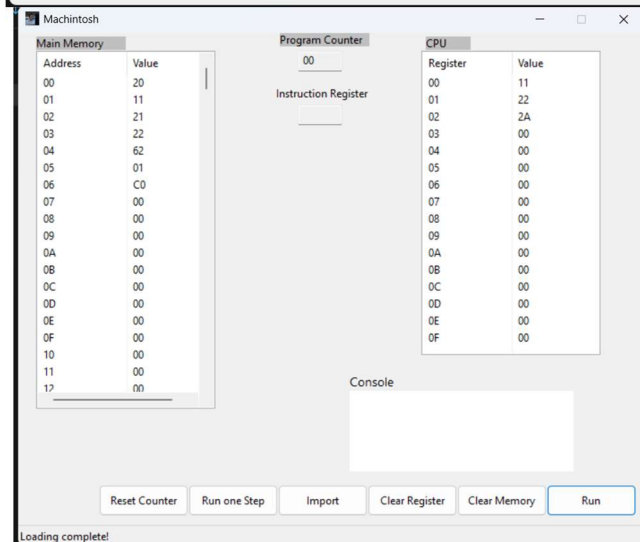 Machintosh
Main Memory
Program Counter
CPU
Address Value
00 20
01 11
02 21
03 22
04 62
05 01
06 C0
07 00
08 00
09 00
0A 00
0B 00
0C 00
0D 00
0E 00
0F 00
10 00
11 00
12 00
00
Instruction Register
Register Value
00 11
01 22
02 2A
03 00
04 00
05 00
06 00
07 00
08 00
09 00
0A 00
0B 00
0C 00
0D 00
0E 00
0F 00
Console
Reset Counter Run one Step Import Clear Register Clear Memory Run
Loading complete!